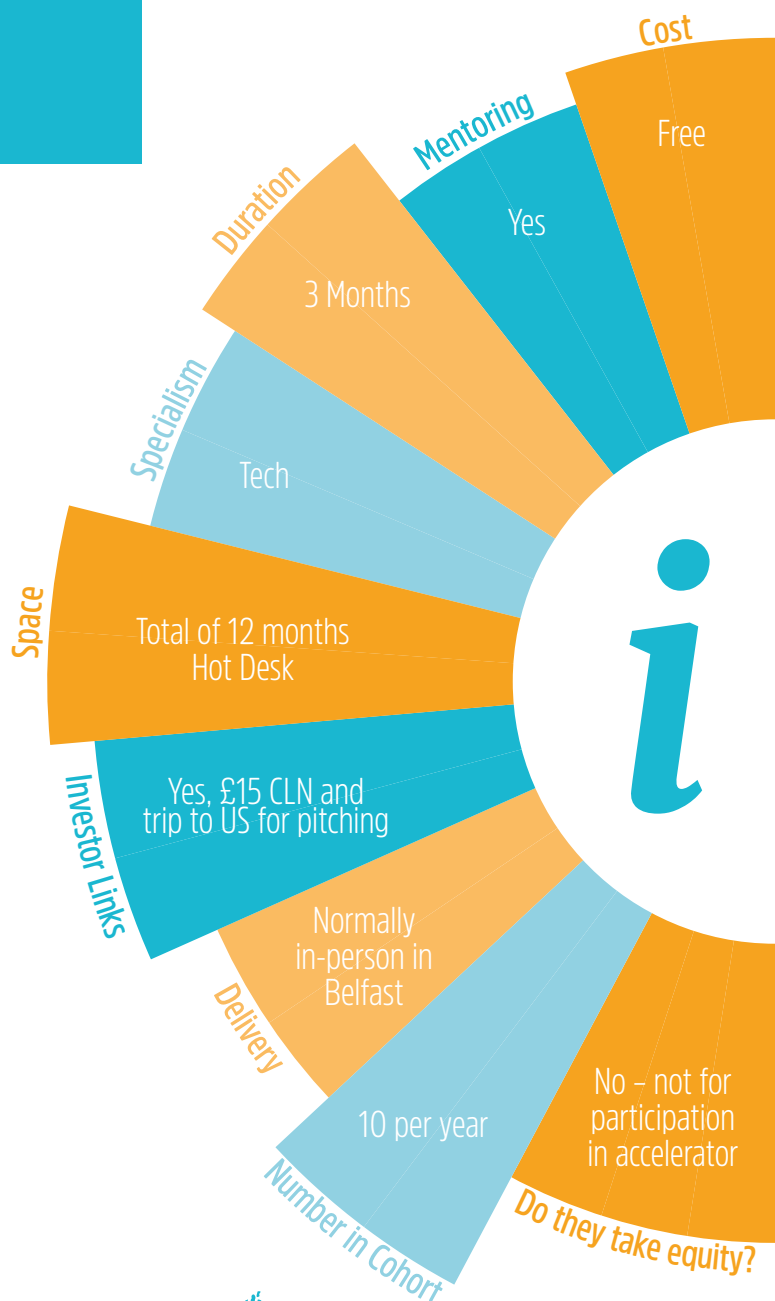 Cost
Free
Mentoring
Yes
Duration
3 Months
Specialism
Tech
Space
Total of 12 months
Hot Desk
Investor Links
Yes, £15 CLN and
trip to US for pitching
Delivery
Normally
in-person in
Belfast
Number in Cohort
10 per year
Do they take equity?
No – not for
participation
in accelerator
i